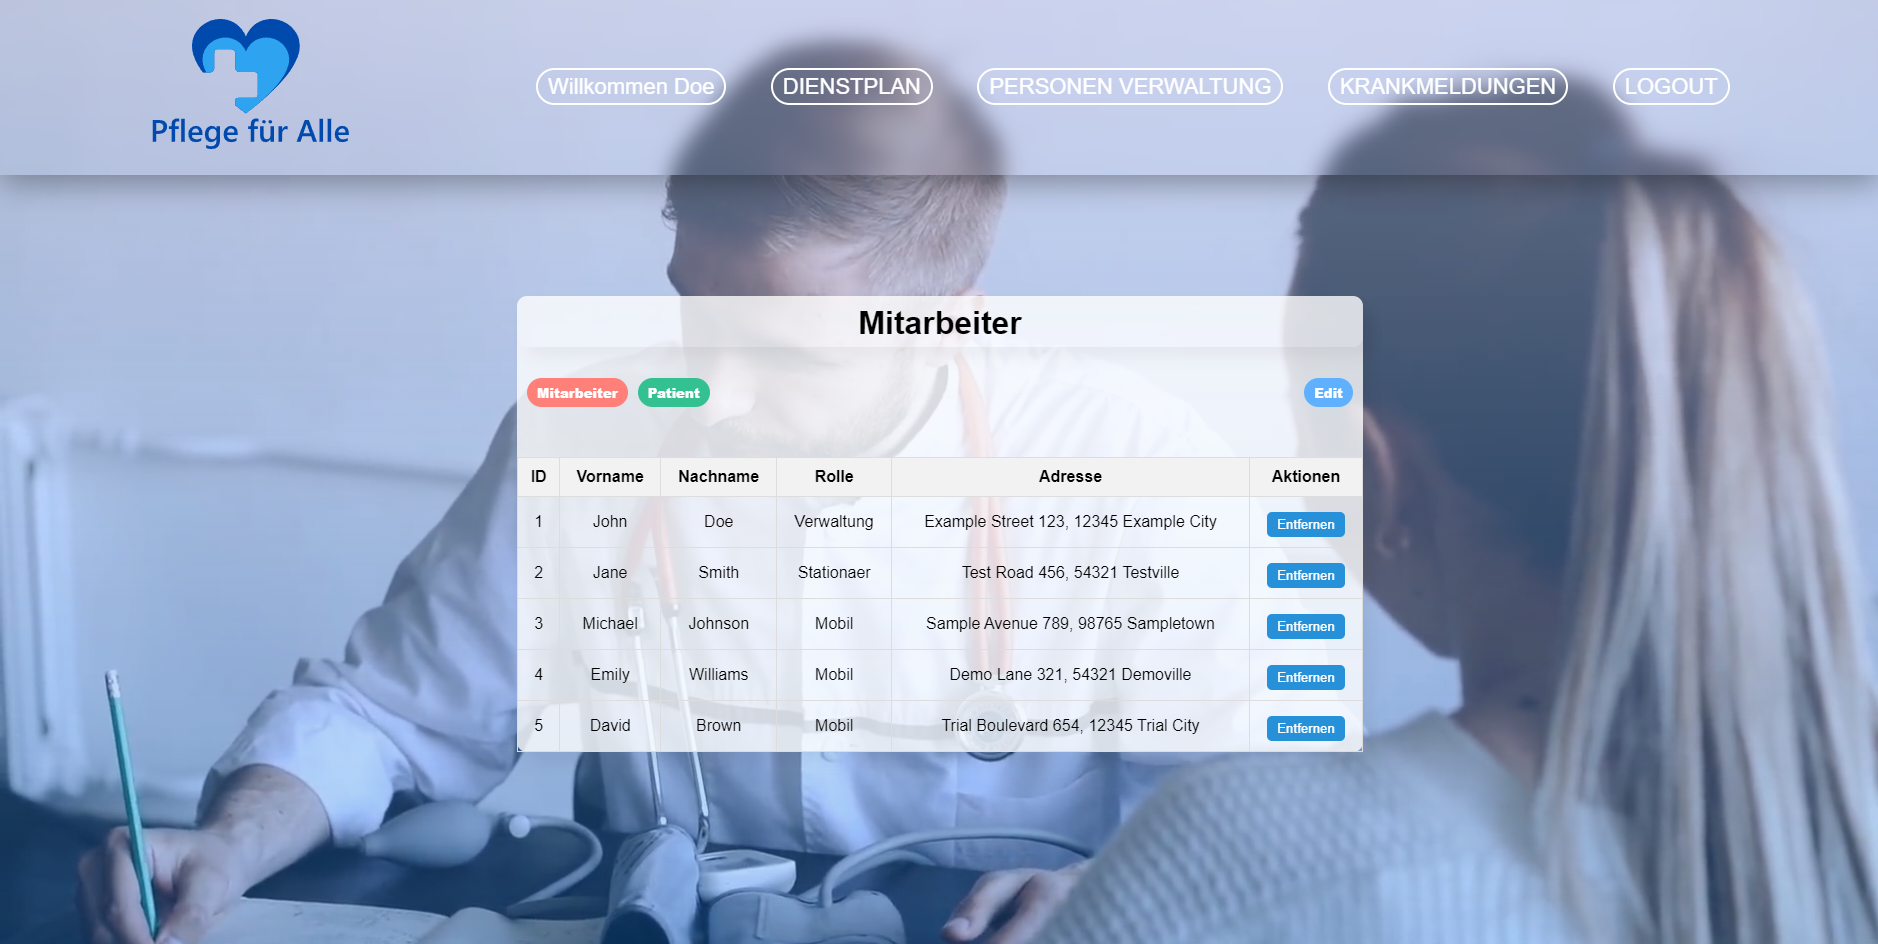 Pflege für Alle
Willkommen Doe
DIENSTPLAN
PERSONEN VERWALTUNG
KRANKMELDUNGEN
LOGOUT
Mitarbeiter
Mitarbeiter Patient Edit
ID Vorname Nachname Rolle Adresse Aktionen
1 John Doe Verwaltung Example Street 123, 12345 Example City Entfernen
2 Jane Smith Stationaer Test Road 456, 54321 Testville Entfernen
3 Michael Johnson Mobil Sample Avenue 789, 98765 Sampletown Entfernen
4 Emily Williams Mobil Demo Lane 321, 54321 Demoville Entfernen
5 David Brown Mobil Trial Boulevard 654, 12345 Trial City Entfernen